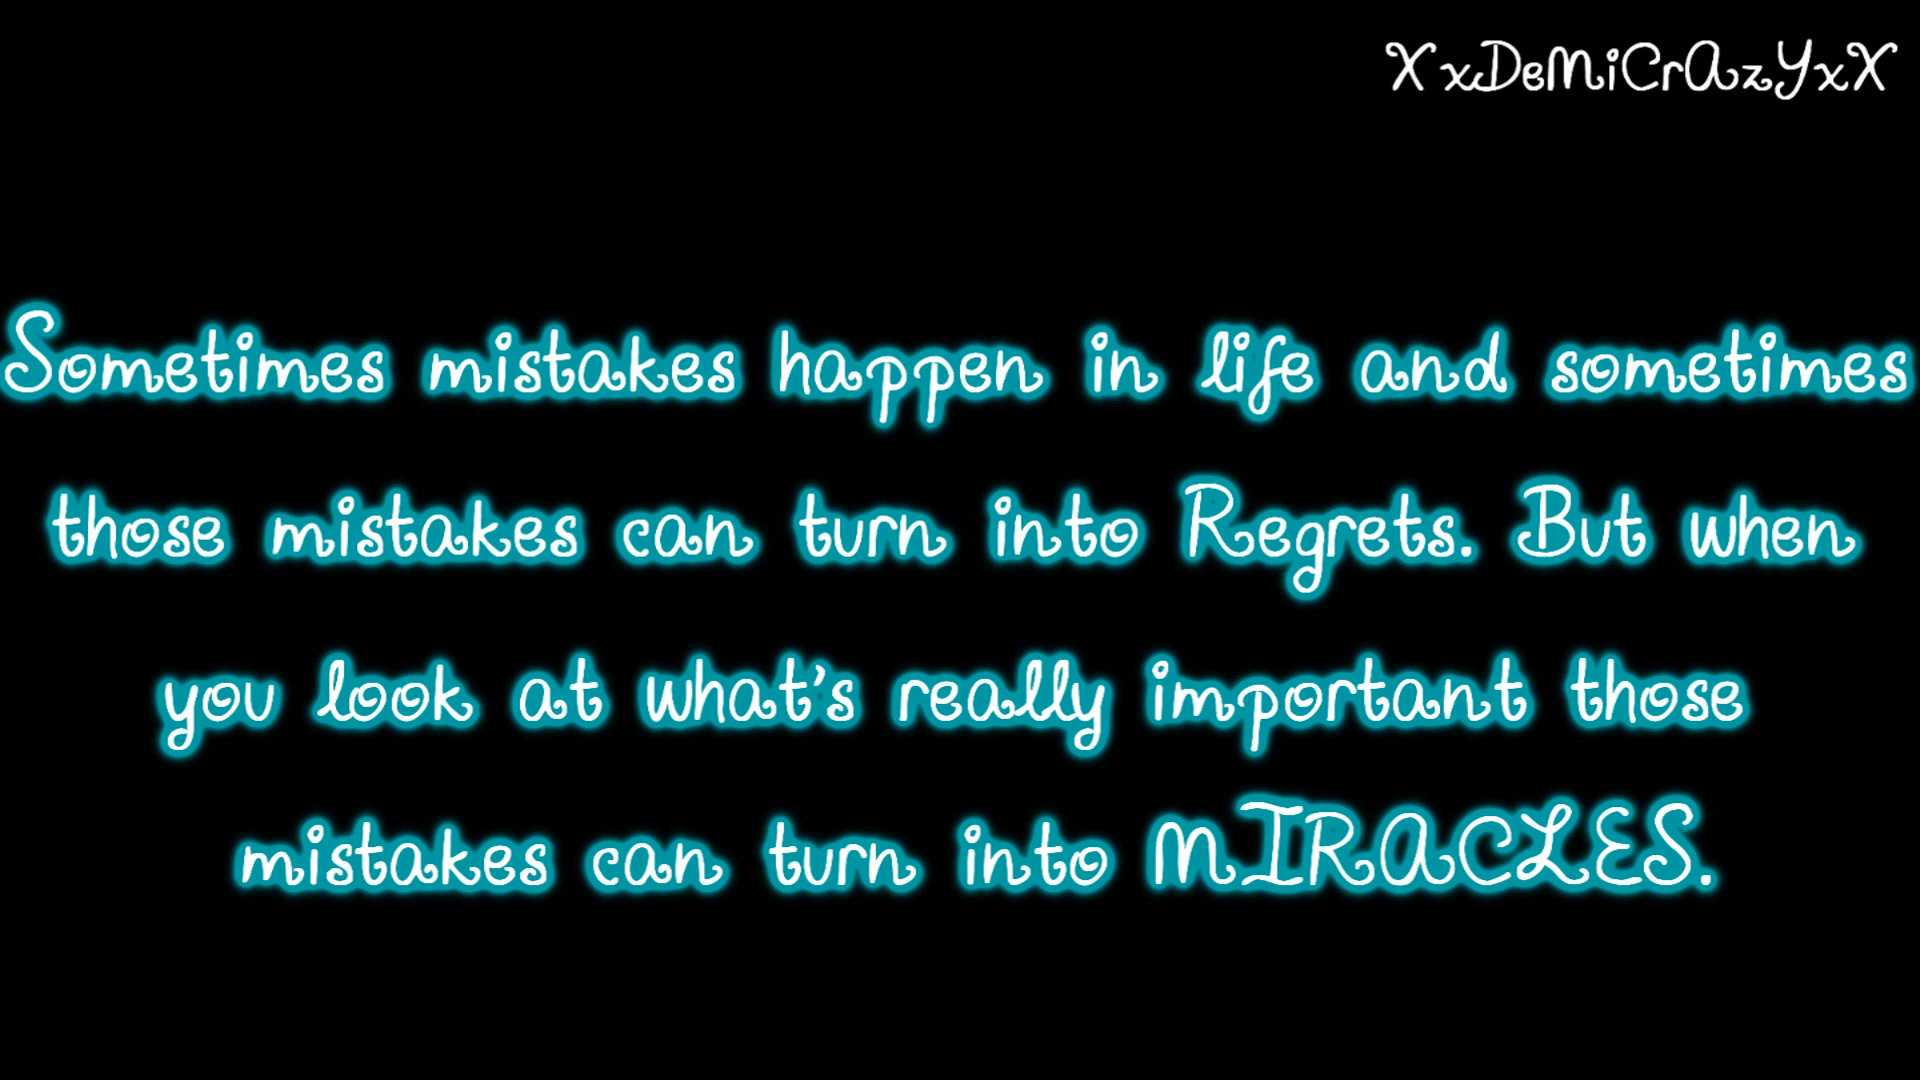 XxDeMiCrAzYxX
Sometimes mistakes happen in life and sometimes
those mistakes can turn into Regrets. But when
you look at what's really important those
mistakes can turn into MIRACLES.